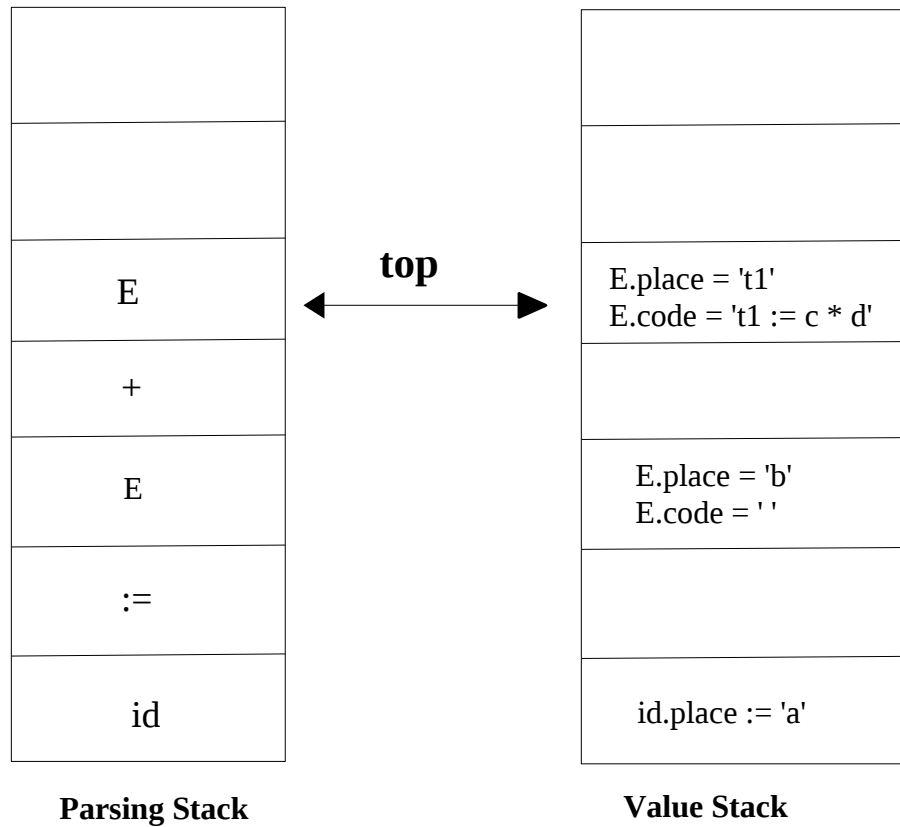 E
+
E
:=
id
Parsing Stack
top
E.place = 't1'
E.code = 't1 := c * d'
E.place = 'b'
E.code = ' '
id.place := 'a'
Value Stack